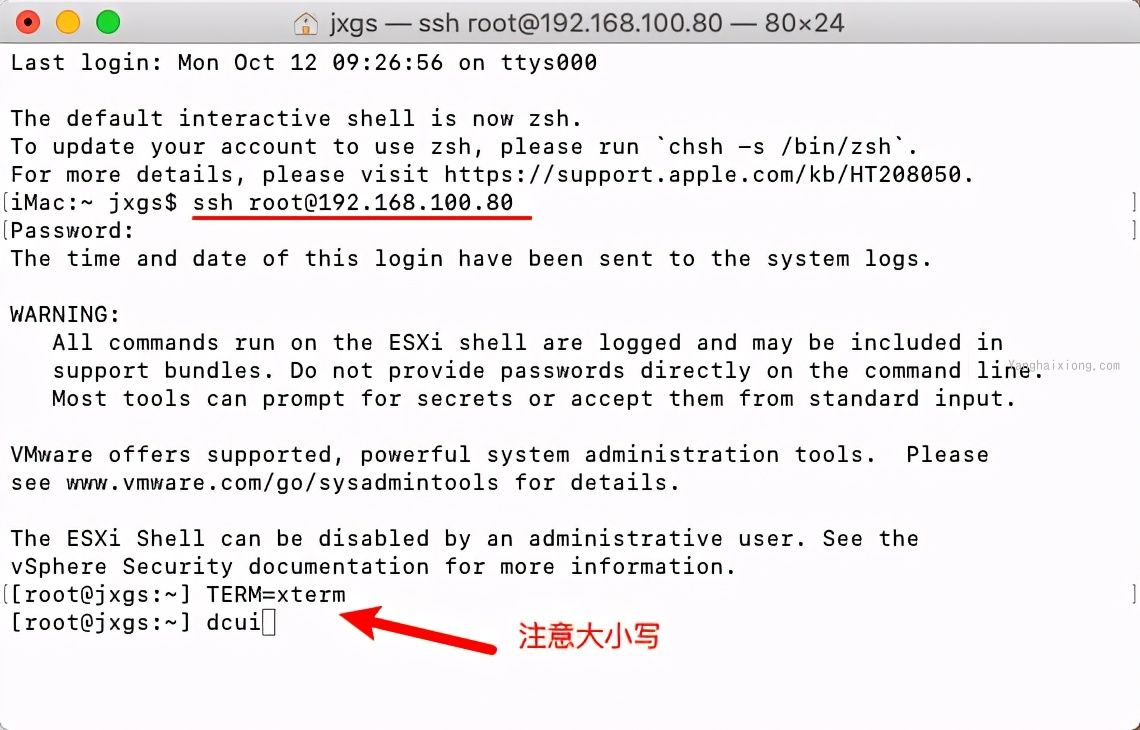 jxgs — ssh root@192.168.100.80 — 80×24
Last login: Mon Oct 12 09:26:56 on ttys000
The default interactive shell is now zsh.
To update your account to use zsh, please run `chsh -s /bin/zsh`.
For more details, please visit https://support.apple.com/kb/HT208050.
[iMac:~ jxgs$ ssh root@192.168.100.80 ]
[Password: ]
The time and date of this login have been sent to the system logs.
WARNING:
All commands run on the ESXi shell are logged and may be included in
support bundles. Do not provide passwords directly on the command line.
Most tools can prompt for secrets or accept them from standard input.
VMware offers supported, powerful system administration tools. Please
see www.vmware.com/go/sysadmintools for details.
The ESXi Shell can be disabled by an administrative user. See the
vSphere Security documentation for more information.
[[root@jxgs:~] TERM=xterm ]
[root@jxgs:~] dcui
注意大小写